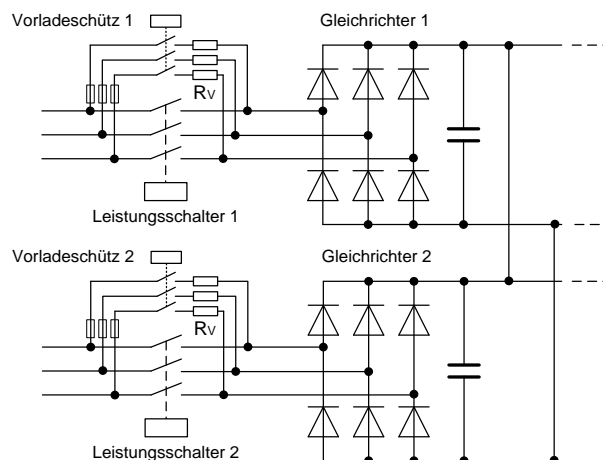 Vorladeschütz 1
Gleichrichter 1
RV
Leistungsschalter 1
Vorladeschütz 2
Gleichrichter 2
RV
Leistungsschalter 2